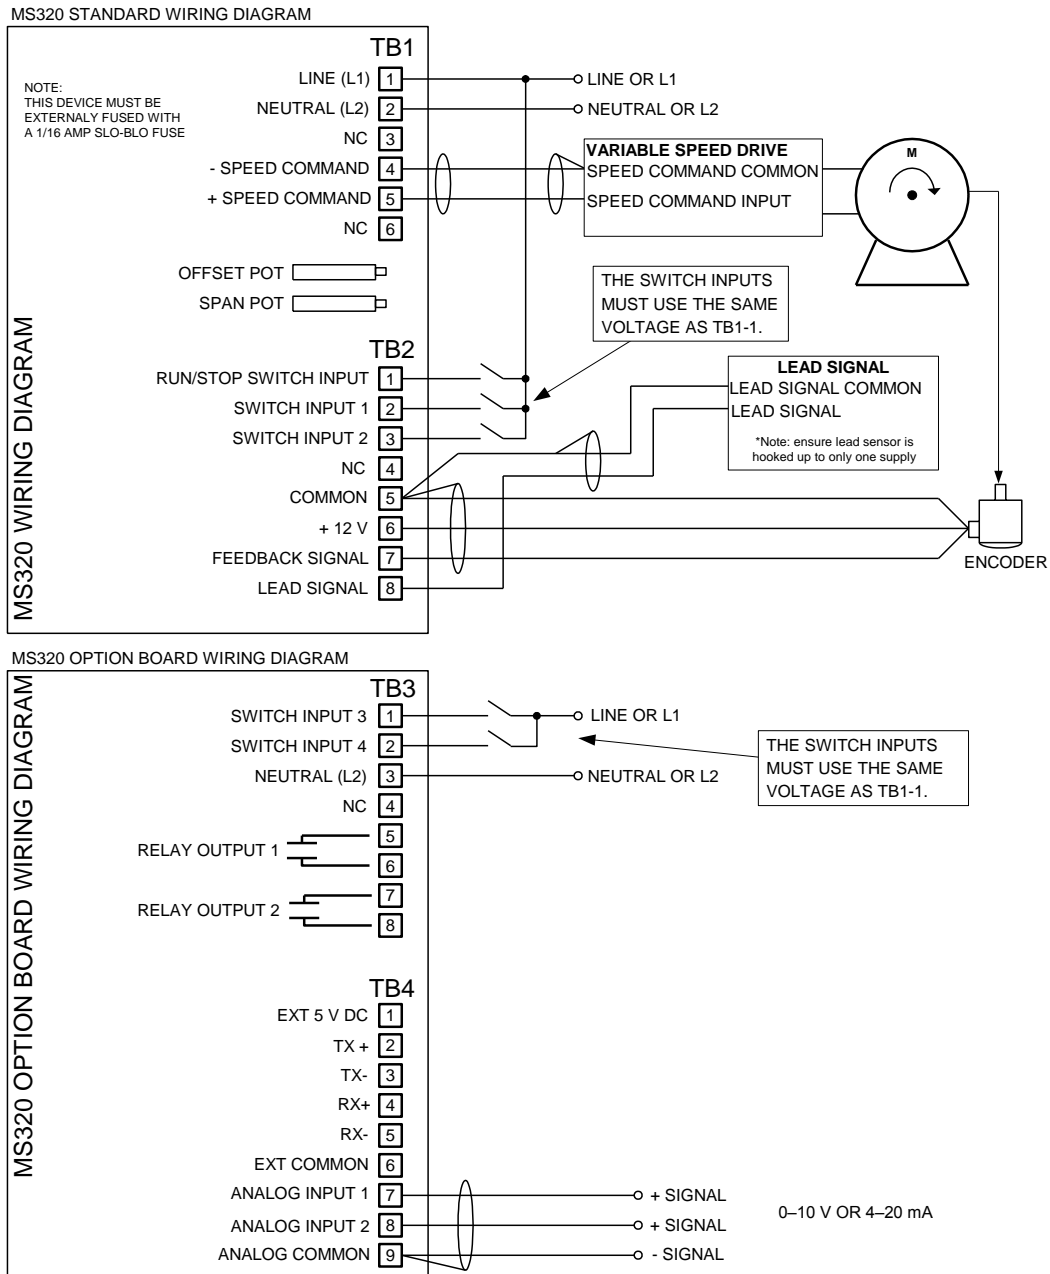 MS320 STANDARD WIRING DIAGRAM
MS320 WIRING DIAGRAM
NOTE:
THIS DEVICE MUST BE
EXTERNALY FUSED WITH
A 1/16 AMP SLO-BLO FUSE
TB1
LINE (L1) 1 LINE OR L1
NEUTRAL (L2) 2 NEUTRAL OR L2
NC 3
- SPEED COMMAND 4
+ SPEED COMMAND 5
NC 6
VARIABLE SPEED DRIVE
SPEED COMMAND COMMON
SPEED COMMAND INPUT
M
OFFSET POT
SPAN POT
THE SWITCH INPUTS
MUST USE THE SAME
VOLTAGE AS TB1-1.
TB2
RUN/STOP SWITCH INPUT 1
SWITCH INPUT 1 2
SWITCH INPUT 2 3
NC 4
COMMON 5
+ 12 V 6
FEEDBACK SIGNAL 7
LEAD SIGNAL 8
LEAD SIGNAL
LEAD SIGNAL COMMON
LEAD SIGNAL
*Note: ensure lead sensor is
hooked up to only one supply
ENCODER
MS320 OPTION BOARD WIRING DIAGRAM
MS320 OPTION BOARD WIRING DIAGRAM
TB3
SWITCH INPUT 3 1 LINE OR L1
SWITCH INPUT 4 2
NEUTRAL (L2) 3 NEUTRAL OR L2
NC 4
RELAY OUTPUT 1 5
6
RELAY OUTPUT 2 7
8
THE SWITCH INPUTS
MUST USE THE SAME
VOLTAGE AS TB1-1.
TB4
EXT 5 V DC 1
TX + 2
TX- 3
RX+ 4
RX- 5
EXT COMMON 6
ANALOG INPUT 1 7 + SIGNAL
ANALOG INPUT 2 8 + SIGNAL
ANALOG COMMON 9 - SIGNAL
0–10 V OR 4–20 mA